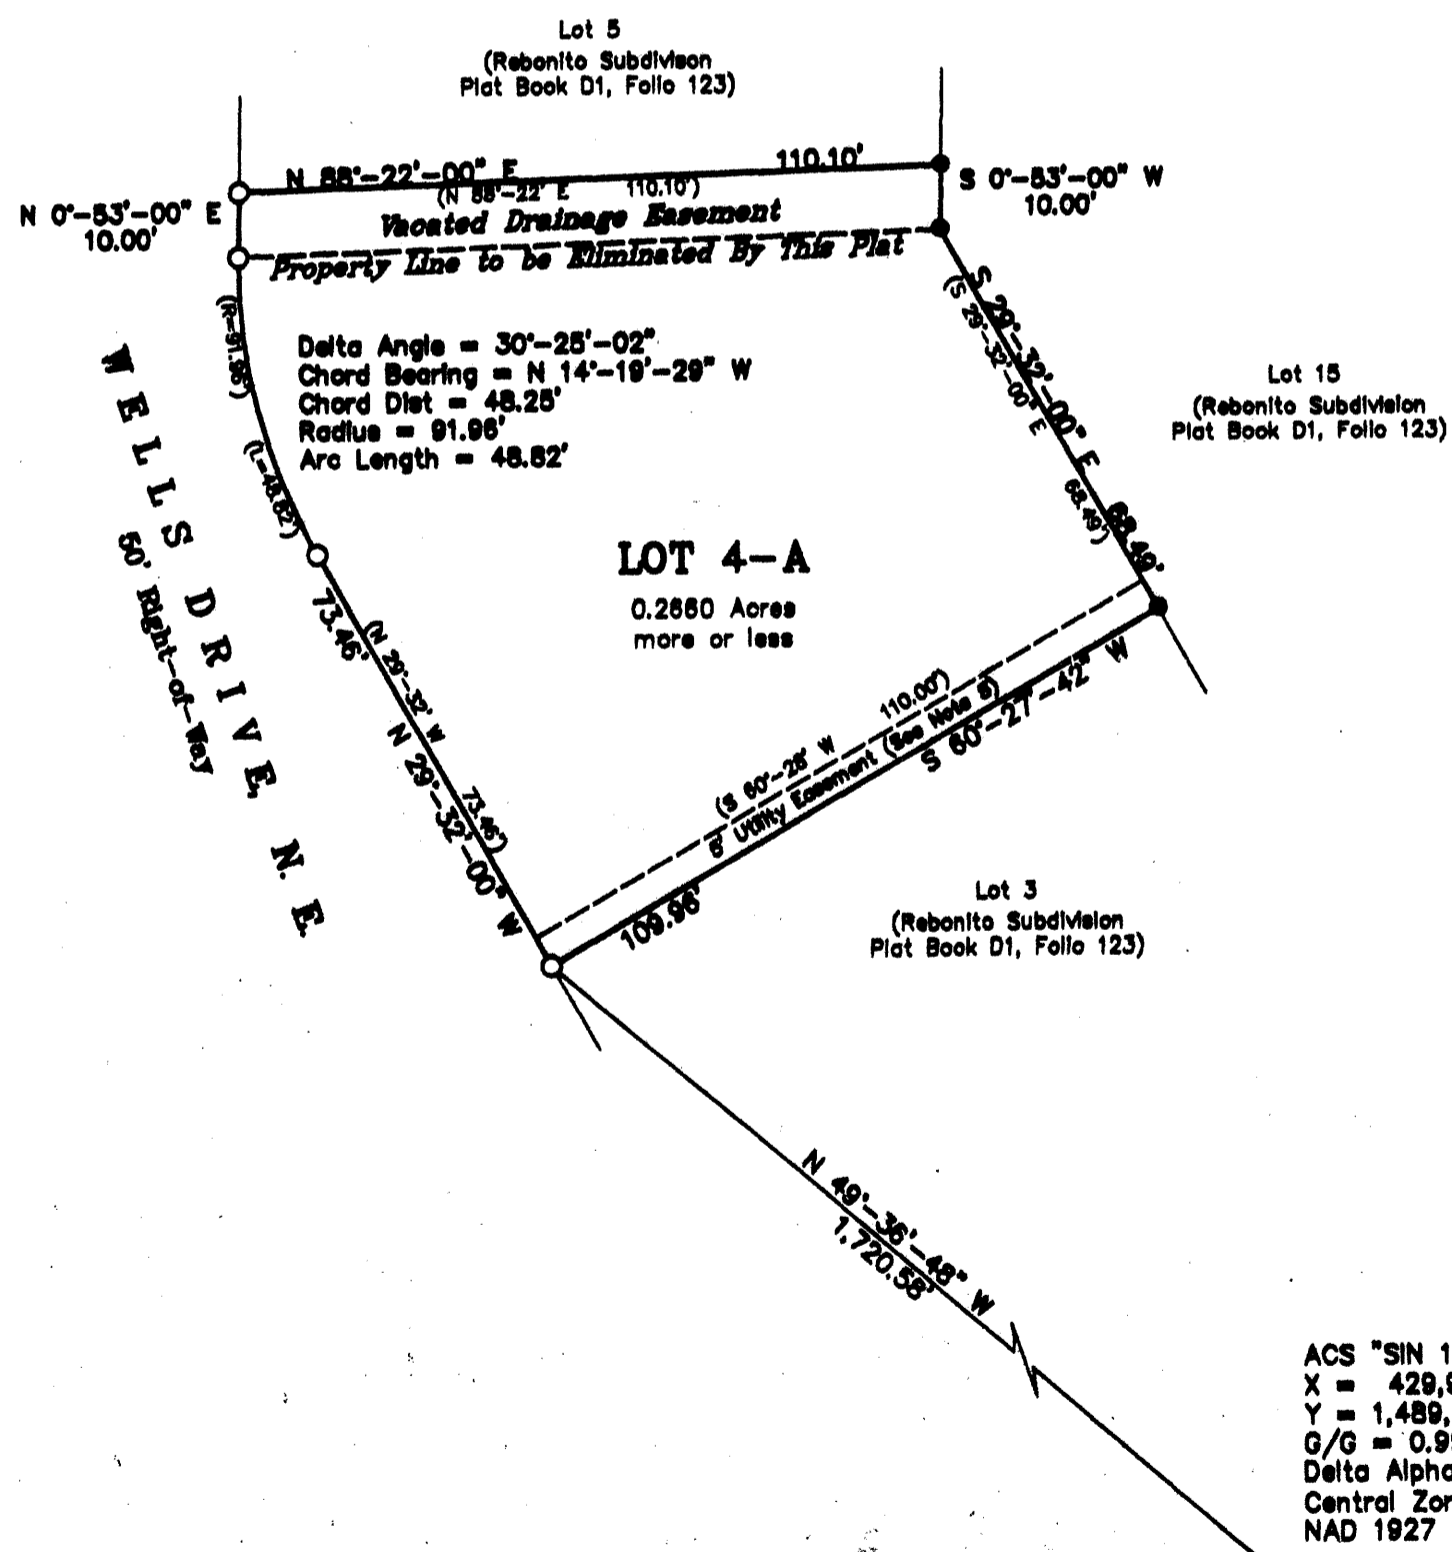 Lot 5
(Rebonito Subdivison
Plat Book D1, Folio 123)
N 88°-22'-00" E 110.10'
(N 88°-22' E 110.10')
S 0°-53'-00" W
10.00'
N 0°-53'-00" E
10.00'
Vacated Drainage Easement
Property Line to be Eliminated By This Plat
(R=91.96')
(L=48.82')
Delta Angle = 30°-25'-02"
Chord Bearing = N 14°-19'-29" W
Chord Dist = 48.25'
Radius = 91.96'
Arc Length = 48.82'
S 29°-32'-00" E 68.49'
(S 29°-32'-00" E 68.49')
Lot 15
(Rebonito Subdivision
Plat Book D1, Folio 123)
WELLS DRIVE, N. E.
50' Right-of-Way
LOT 4-A
0.2660 Acres
more or less
73.46'
(N 29°-32' W 73.46')
N 29°-32'-00" W
(S 60°-28' W 110.00')
Utility Easement (See Note
S 60°-27'-42" W
109.96'
Lot 3
(Rebonito Subdivision
Plat Book D1, Folio 123)
N 49°-36'-48" W
1,720.58'
ACS "SIN 1
X = 429,9
Y = 1,489,
G/G = 0.99
Delta Alpha
Central Zon
NAD 1927